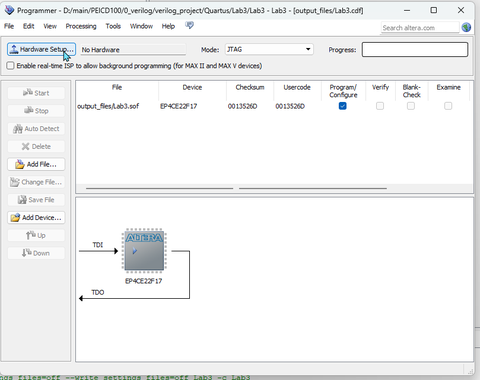 Programmer - D:/main/PEICD100/0_verilog/verilog_project/Quartus/Lab3/Lab3 - Lab3 - [output_files/Lab3.cdf]
File Edit View Processing Tools Window Help
Search altera.com
Hardware Setup... No Hardware Mode: JTAG Progress:
Enable real-time ISP to allow background programming (for MAX II and MAX V devices)
Start
Stop
Auto Detect
Delete
Add File...
Change File...
Save File
Add Device...
Up
Down
File Device Checksum Usercode Program/ Verify Blank- Examine
Configure Check
output_files/Lab3.sof EP4CE22F17 0013526D 0013526D
TDI
ALTERA
EP4CE22F17
TDO
ngs_files=off --write_settings_files=off Lab3 -c Lab3